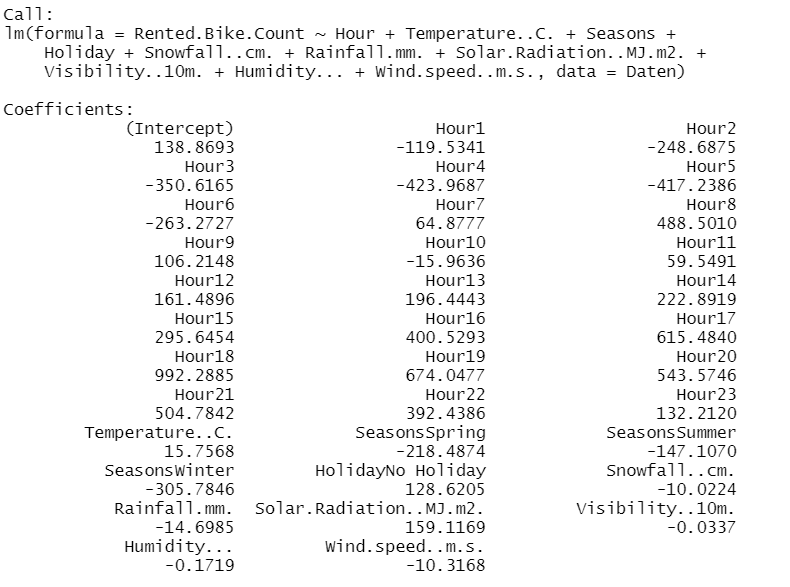 Call:
lm(formula = Rented.Bike.Count ~ Hour + Temperature..C. + Seasons +
Holiday + Snowfall..cm. + Rainfall.mm. + Solar.Radiation..MJ.m2. +
Visibility..10m. + Humidity... + Wind.speed..m.s., data = Daten)
Coefficients:
(Intercept) Hour1 Hour2
138.8693 -119.5341 -248.6875
Hour3 Hour4 Hour5
-350.6165 -423.9687 -417.2386
Hour6 Hour7 Hour8
-263.2727 64.8777 488.5010
Hour9 Hour10 Hour11
106.2148 -15.9636 59.5491
Hour12 Hour13 Hour14
161.4896 196.4443 222.8919
Hour15 Hour16 Hour17
295.6454 400.5293 615.4840
Hour18 Hour19 Hour20
992.2885 674.0477 543.5746
Hour21 Hour22 Hour23
504.7842 392.4386 132.2120
Temperature..C. SeasonsSpring SeasonsSummer
15.7568 -218.4874 -147.1070
SeasonsWinter HolidayNo Holiday Snowfall..cm.
-305.7846 128.6205 -10.0224
Rainfall.mm. Solar.Radiation..MJ.m2. Visibility..10m.
-14.6985 159.1169 -0.0337
Humidity... Wind.speed..m.s.
-0.1719 -10.3168